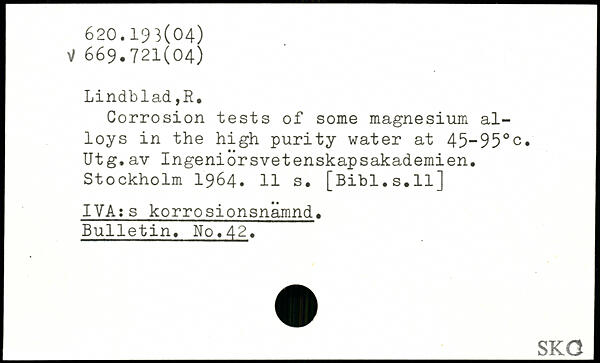 620.193(04)
v 669.721(04)
Lindblad,R.
Corrosion tests of some magnesium al-
loys in the high purity water at 45-95°c.
Utg.av Ingeniörsvetenskapsakademien.
Stockholm 1964. 11 s. [Bibl.s.11]
IVA:s korrosionsnämnd.
Bulletin. No.42.
SKC